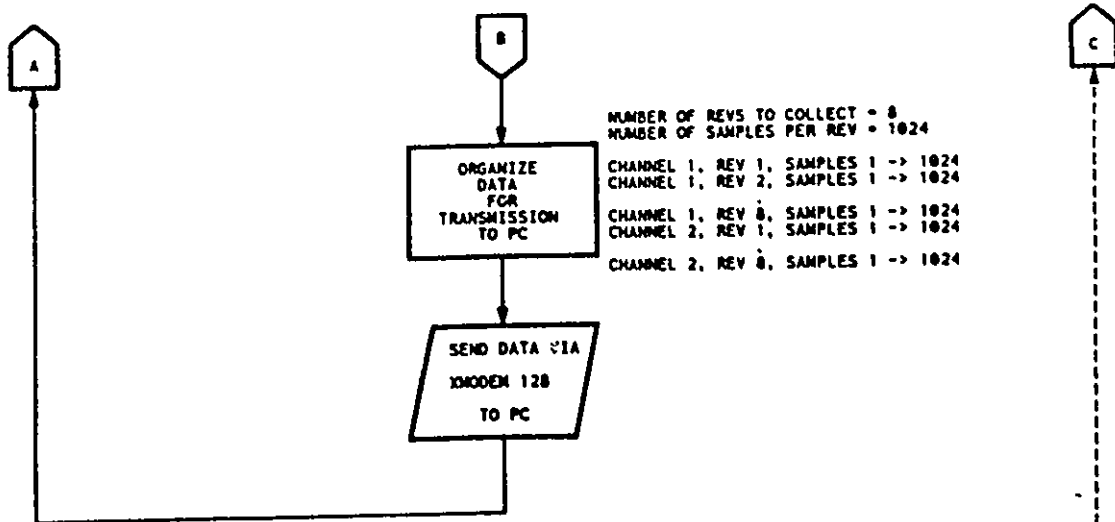 A
B
C
NUMBER OF REVS TO COLLECT = 8
NUMBER OF SAMPLES PER REV = 1024
ORGANIZE
DATA
FOR
TRANSMISSION
TO PC
CHANNEL 1, REV 1, SAMPLES 1 -> 1024
CHANNEL 1, REV 2, SAMPLES 1 -> 1024
CHANNEL 1, REV 8, SAMPLES 1 -> 1024
CHANNEL 2, REV 1, SAMPLES 1 -> 1024
CHANNEL 2, REV 8, SAMPLES 1 -> 1024
SEND DATA VIA
XMODEM 128
TO PC